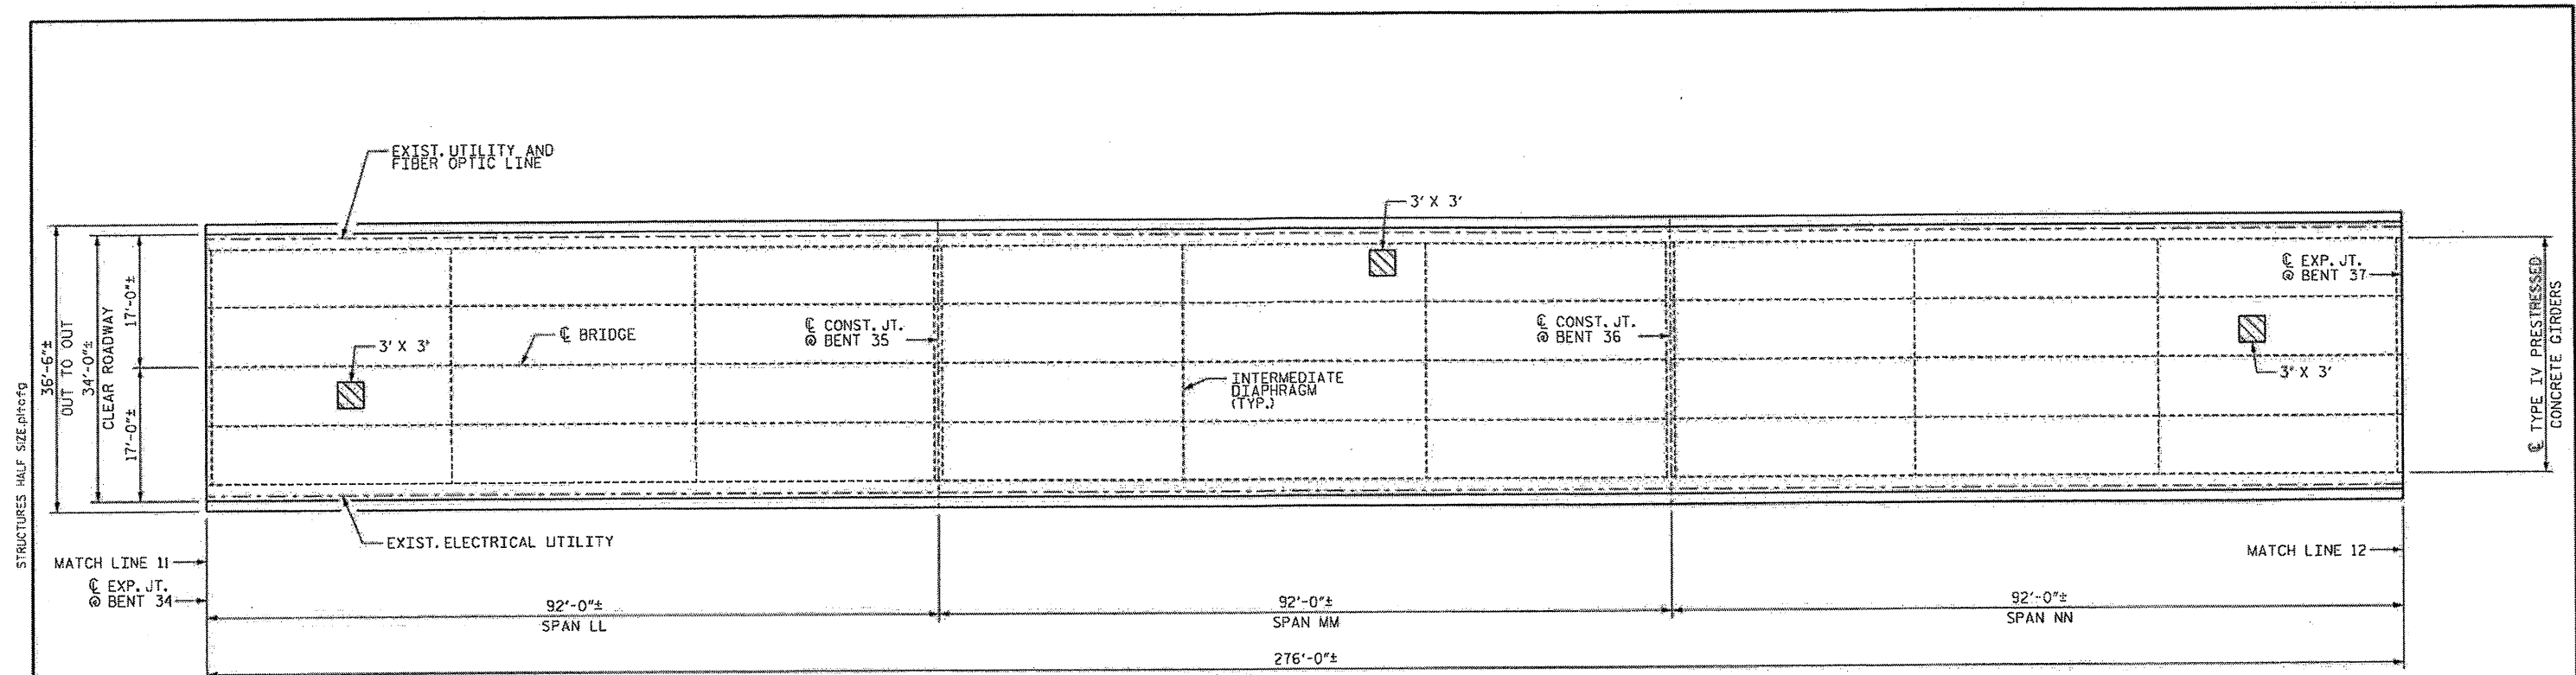 EXIST. UTILITY AND
FIBER OPTIC LINE
3' X 3'
36'-6"±
OUT TO OUT
34'-0"±
CLEAR ROADWAY
17'-0"±
17'-0"±
3' X 3'
℄ BRIDGE
℄ CONST. JT.
@ BENT 35
INTERMEDIATE
DIAPHRAGM
(TYP.)
℄ CONST. JT.
@ BENT 36
℄ EXP. JT.
@ BENT 37
3' X 3'
℄ TYPE IV PRESTRESSED
CONCRETE GIRDERS
EXIST. ELECTRICAL UTILITY
MATCH LINE 11
℄ EXP. JT.
@ BENT 34
MATCH LINE 12
92'-0"±
SPAN LL
92'-0"±
SPAN MM
92'-0"±
SPAN NN
276'-0"±
STRUCTURES HALF SIZE.pltcfg